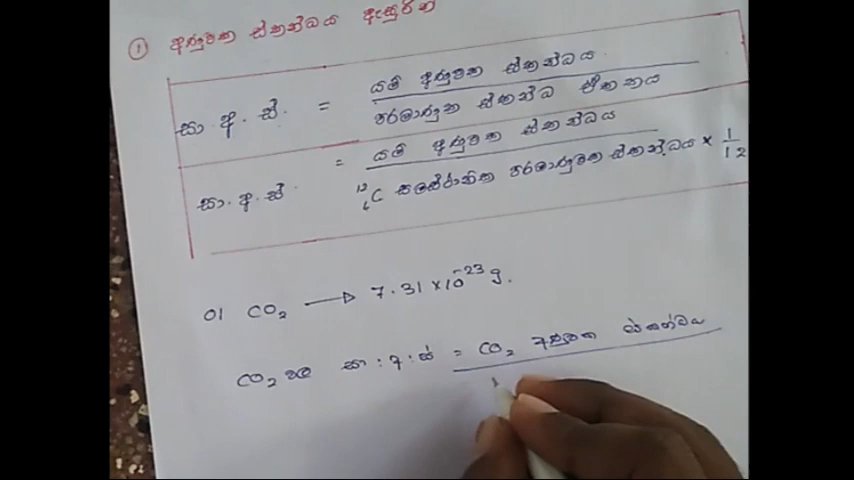 ① අණුවක ස්කන්ධය ඇසුරින්
සා. අ. ස්. = යම් අණුවක ස්කන්ධය
පරමාණුක ස්කන්ධ ඒකකය
සා. අ. ස් = යම් අණුවක ස්කන්ධය
¹²₆C සමස්ථානික පරමාණුවක ස්කන්ධය × 1/12
01 CO₂ → 7.31 × 10⁻²³ g.
CO₂ වල සා : අ : ස් = CO₂ අණුවක ස්කන්ධය